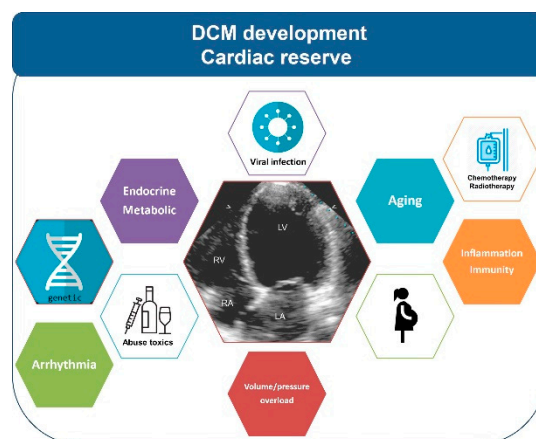 DCM development
Cardiac reserve
Viral infection
Chemotherapy
Radiotherapy
Endocrine
Metabolic
Aging
LV
RV
RA
LA
genetic
Inflammation
Immunity
Abuse toxics
Arrhythmia
Volume/pressure
overload